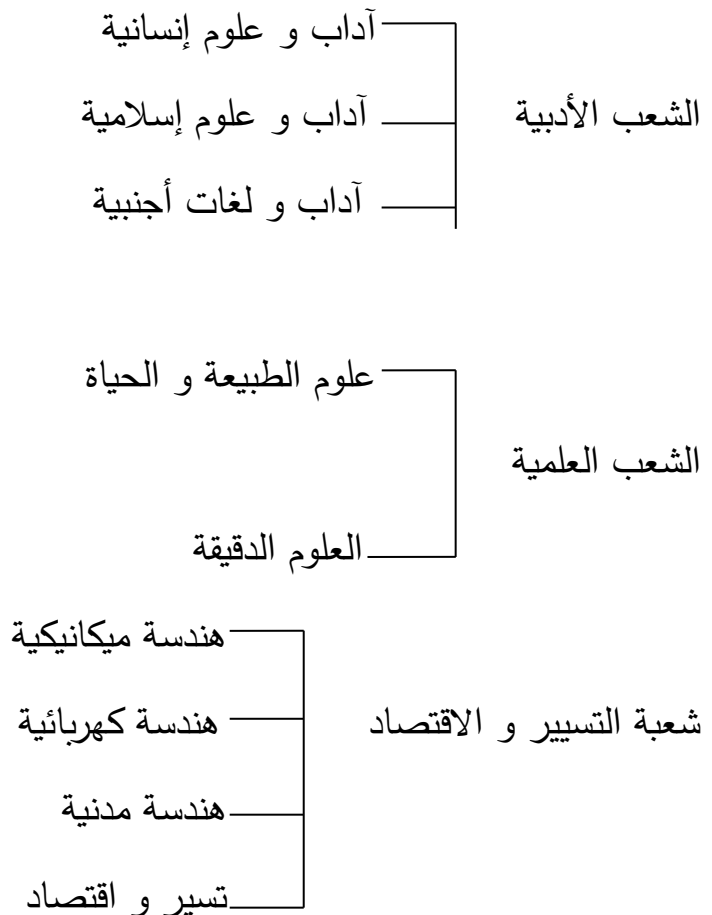 آداب و علوم إنسانية
الشعب الأدبية
آداب و علوم إسلامية
آداب و لغات أجنبية
علوم الطبيعة و الحياة
الشعب العلمية
العلوم الدقيقة
هندسة ميكانيكية
شعبة التسيير و الاقتصاد
هندسة كهربائية
هندسة مدنية
تسير و اقتصاد